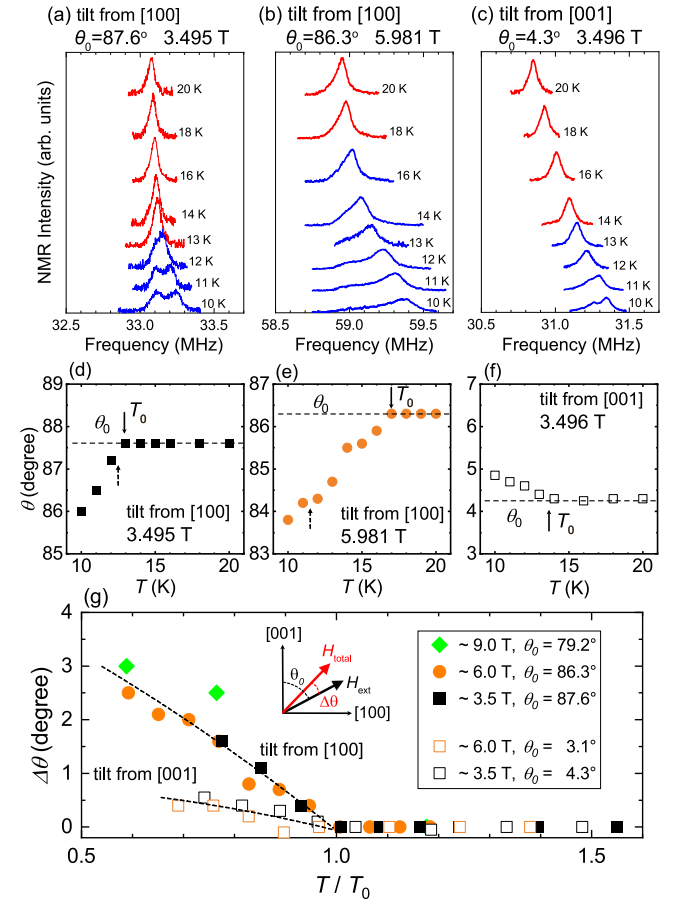 (a) tilt from [100]
θ0=87.6° 3.495 T
(b) tilt from [100]
θ0=86.3° 5.981 T
(c) tilt from [001]
θ0=4.3° 3.496 T
NMR Intensity (arb. units)
20 K
18 K
16 K
14 K
13 K
12 K
11 K
10 K
32.5 33.0 33.5
Frequency (MHz)
20 K
18 K
16 K
14 K
13 K
12 K
11 K
10 K
58.5 59.0 59.5
Frequency (MHz)
20 K
18 K
16 K
14 K
13 K
12 K
11 K
10 K
30.5 31.0 31.5
Frequency (MHz)
(d)
θ (degree)
89
88
87
86
85
θ0
T0
tilt from [100]
3.495 T
10 15 20
T (K)
(e)
87
86
85
84
83
θ0
T0
tilt from [100]
5.981 T
10 15 20
T (K)
(f)
7
6
5
4
3
tilt from [001]
3.496 T
θ0
T0
10 15 20
T (K)
(g)
Δθ (degree)
4
3
2
1
0
[001]
Htotal
θ0
Hext
Δθ
[100]
tilt from [100]
tilt from [001]
~ 9.0 T, θ0 = 79.2°
~ 6.0 T, θ0 = 86.3°
~ 3.5 T, θ0 = 87.6°
~ 6.0 T, θ0 = 3.1°
~ 3.5 T, θ0 = 4.3°
0.5 1.0 1.5
T / T0